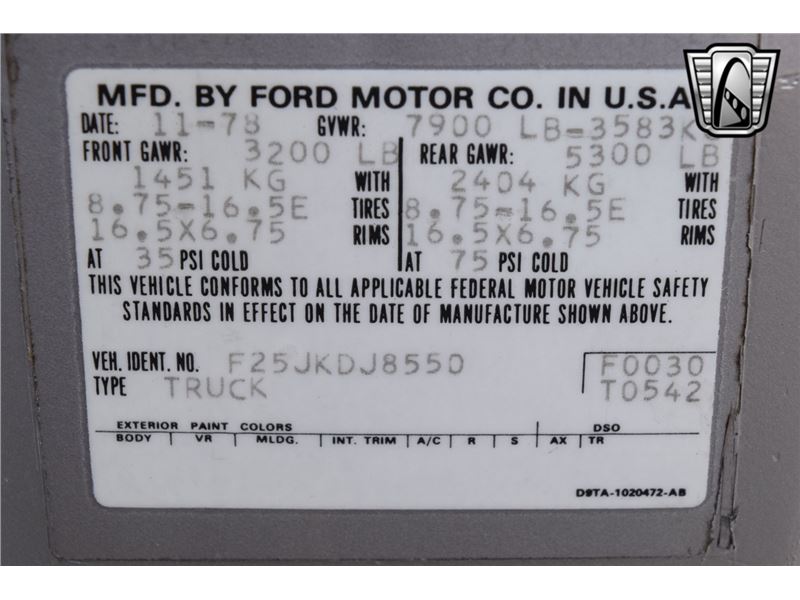 MFD. BY FORD MOTOR CO. IN U.S.A
DATE: 11-78 GVWR: 7900 LB-3583K
FRONT GAWR: 3200 LB REAR GAWR: 5300 LB
1451 KG WITH 2404 KG WITH
8.75-16.5E TIRES 8.75-16.5E TIRES
16.5X6.75 RIMS 16.5X6.75 RIMS
AT 35 PSI COLD AT 75 PSI COLD
THIS VEHICLE CONFORMS TO ALL APPLICABLE FEDERAL MOTOR VEHICLE SAFETY
STANDARDS IN EFFECT ON THE DATE OF MANUFACTURE SHOWN ABOVE.
VEH. IDENT. NO. F25JKDJ8550 F0030
TYPE TRUCK T0542
EXTERIOR PAINT COLORS DSO
BODY VR MLDG. INT. TRIM A/C R S AX TR
D9TA-1020472-AB